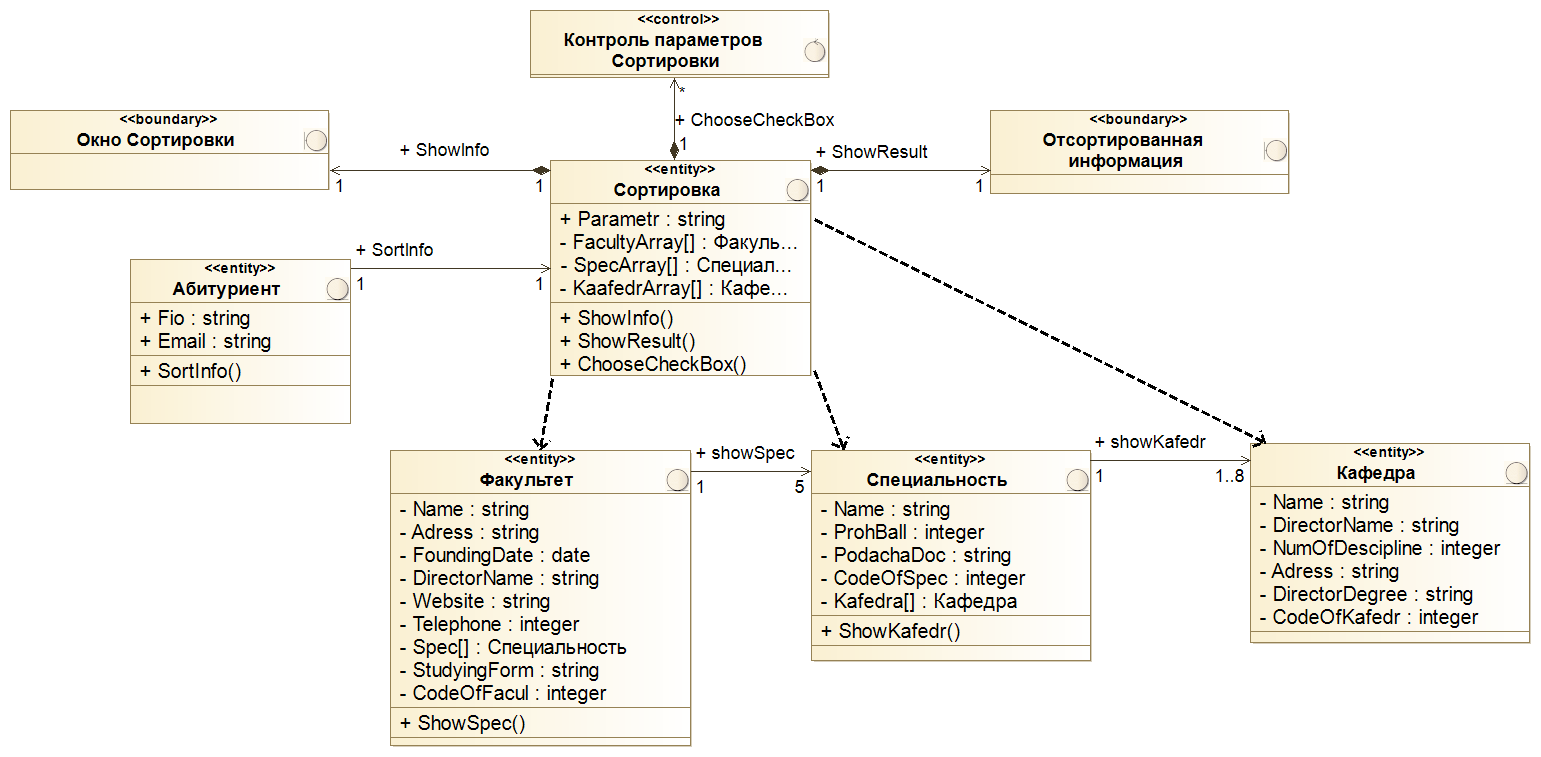 <<control>>
Контроль параметров
Сортировки
*
+ ChooseCheckBox
1
<<boundary>>
Окно Сортировки
+ ShowInfo
1
1
<<boundary>>
Отсортированная
информация
+ ShowResult
1
1
<<entity>>
Сортировка
+ Parametr : string
- FacultyArray[] : Факуль...
- SpecArray[] : Специал...
- KaafedrArray[] : Кафе...
+ ShowInfo()
+ ShowResult()
+ ChooseCheckBox()
+ SortInfo
1
1
<<entity>>
Абитуриент
+ Fio : string
+ Email : string
+ SortInfo()
<<entity>>
Факультет
- Name : string
- Adress : string
- FoundingDate : date
- DirectorName : string
- Website : string
- Telephone : integer
- Spec[] : Специальность
- StudyingForm : string
- CodeOfFacul : integer
+ ShowSpec()
+ showSpec
1
5
<<entity>>
Специальность
- Name : string
- ProhBall : integer
- PodachaDoc : string
- CodeOfSpec : integer
- Kafedra[] : Кафедра
+ ShowKafedr()
+ showKafedr
1
1..8
<<entity>>
Кафедра
- Name : string
- DirectorName : string
- NumOfDescipline : integer
- Adress : string
- DirectorDegree : string
- CodeOfKafedr : integer